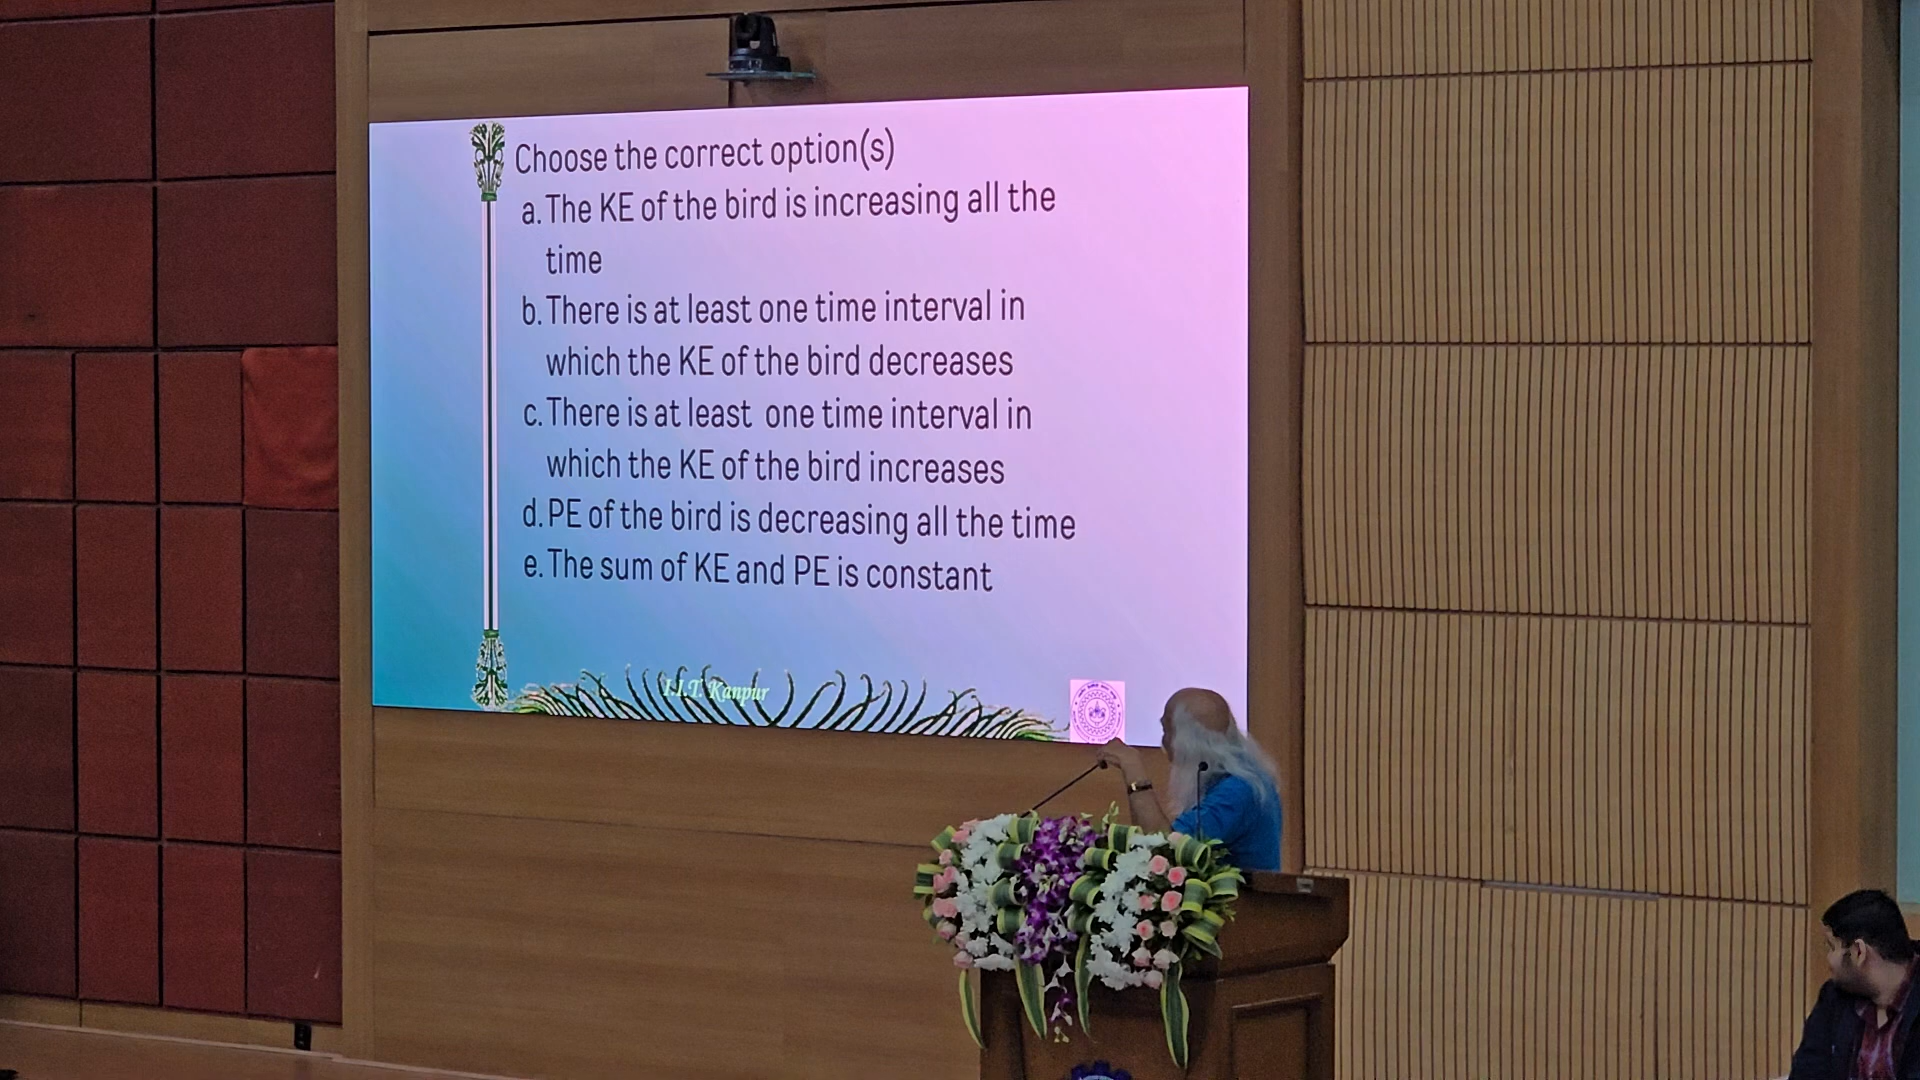 Choose the correct option(s)
a. The KE of the bird is increasing all the
time
b. There is at least one time interval in
which the KE of the bird decreases
c. There is at least one time interval in
which the KE of the bird increases
d. PE of the bird is decreasing all the time
e. The sum of KE and PE is constant
I.I.T. Kanpur